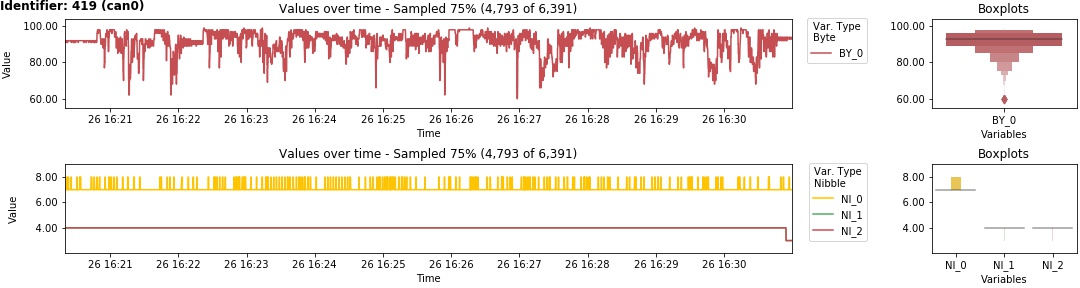 Identifier: 419 (can0)
Values over time - Sampled 75% (4,793 of 6,391)
Value
100.00
80.00
60.00
26 16:21 26 16:22 26 16:23 26 16:24 26 16:25 26 16:26 26 16:27 26 16:28 26 16:29 26 16:30
Time
Var. Type
Byte
BY_0
Boxplots
100.00
80.00
60.00
BY_0
Variables
Values over time - Sampled 75% (4,793 of 6,391)
Value
8.00
6.00
4.00
26 16:21 26 16:22 26 16:23 26 16:24 26 16:25 26 16:26 26 16:27 26 16:28 26 16:29 26 16:30
Time
Var. Type
Nibble
NI_0
NI_1
NI_2
Boxplots
8.00
6.00
4.00
NI_0 NI_1 NI_2
Variables